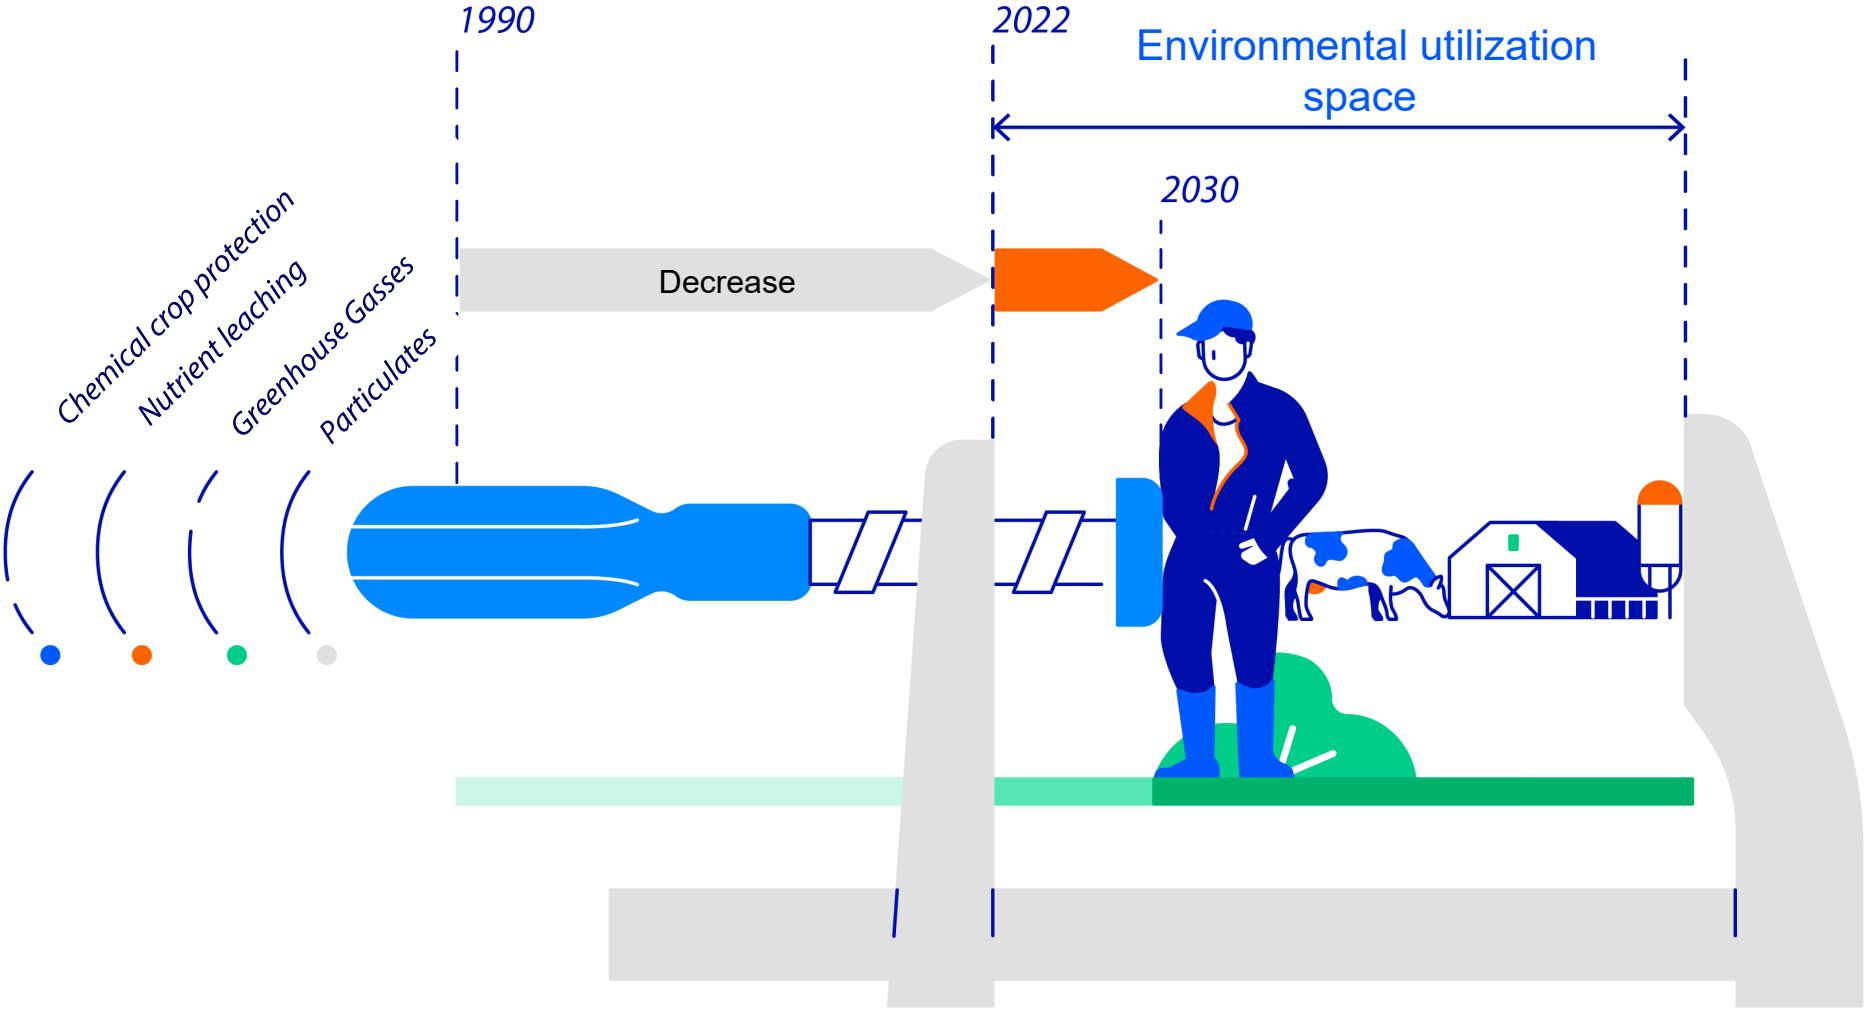 1990
2022
Environmental utilization
space
2030
Decrease
Chemical crop protection
Nutrient leaching
Greenhouse Gasses
Particulates